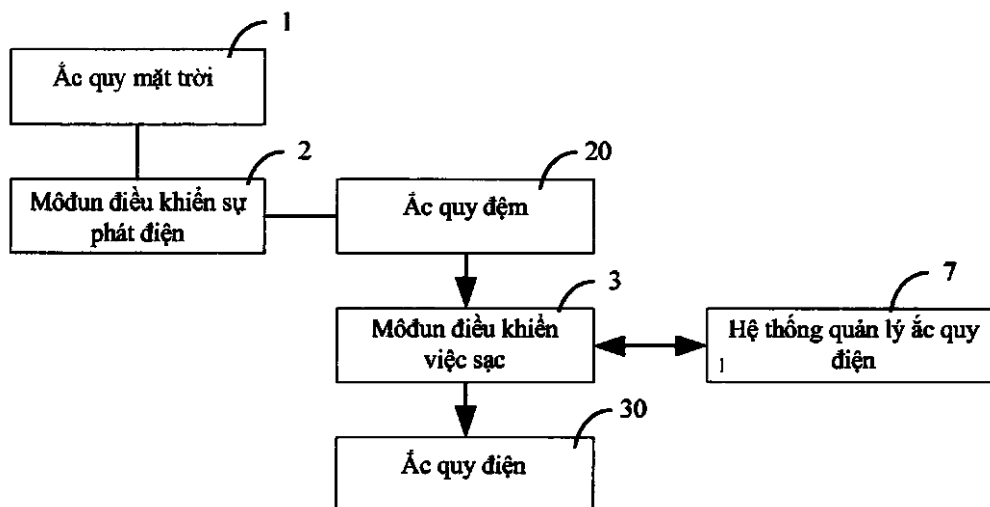 1
Ắc quy mặt trời
2
Môđun điều khiển sự
phát điện
20
Ắc quy đệm
3
Môđun điều khiển
việc sạc
7
Hệ thống quản lý ắc quy
điện
1
30
Ắc quy điện